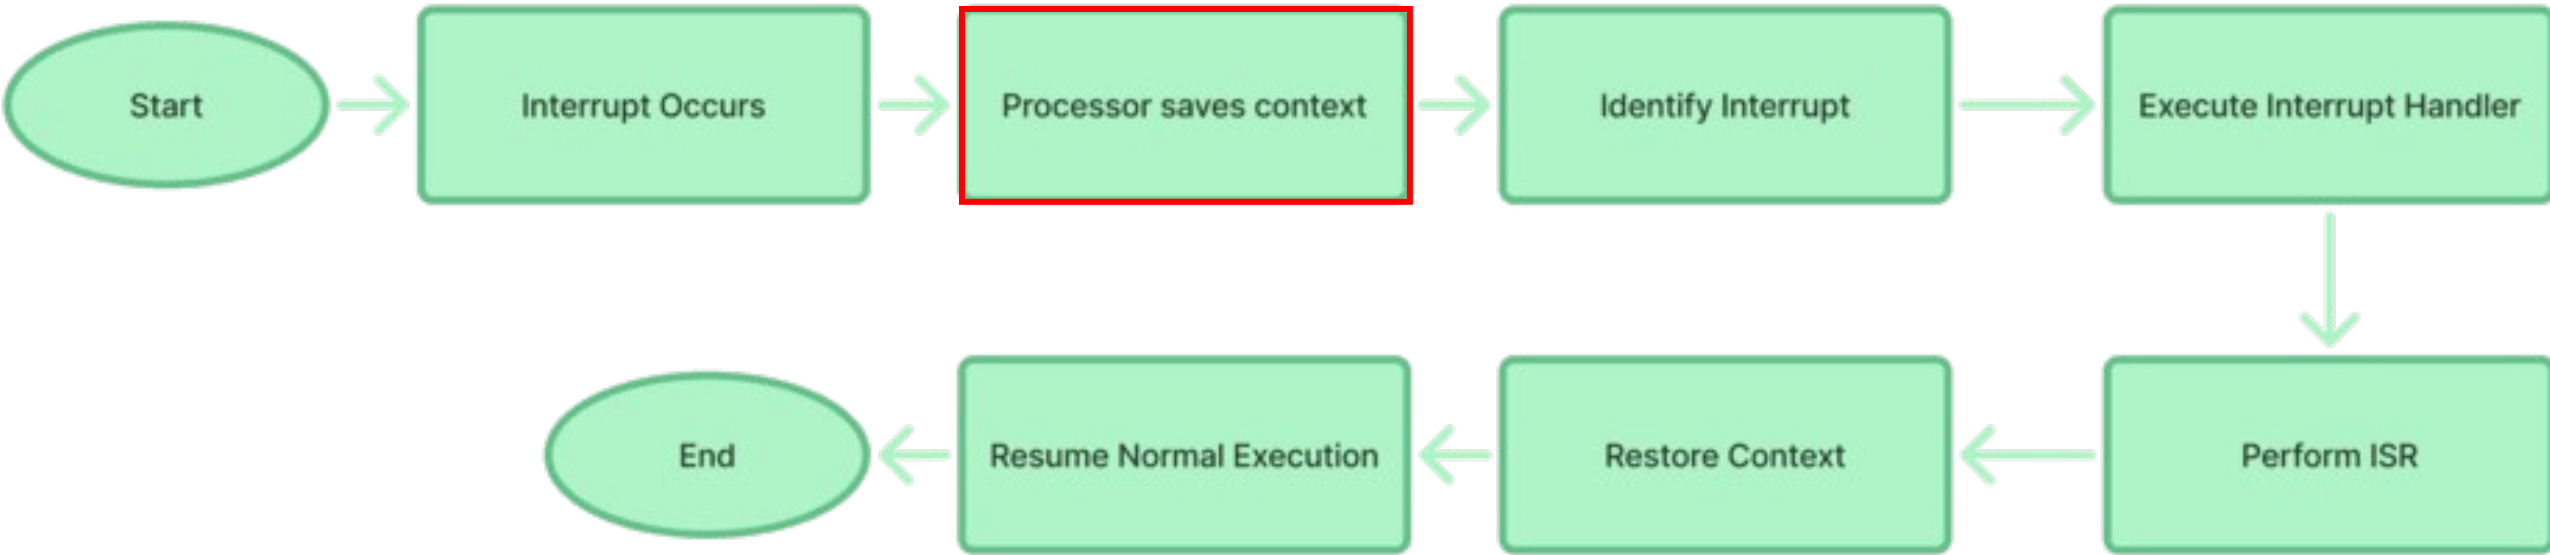 Start
Interrupt Occurs
Processor saves context
Identify Interrupt
Execute Interrupt Handler
Perform ISR
Restore Context
Resume Normal Execution
End